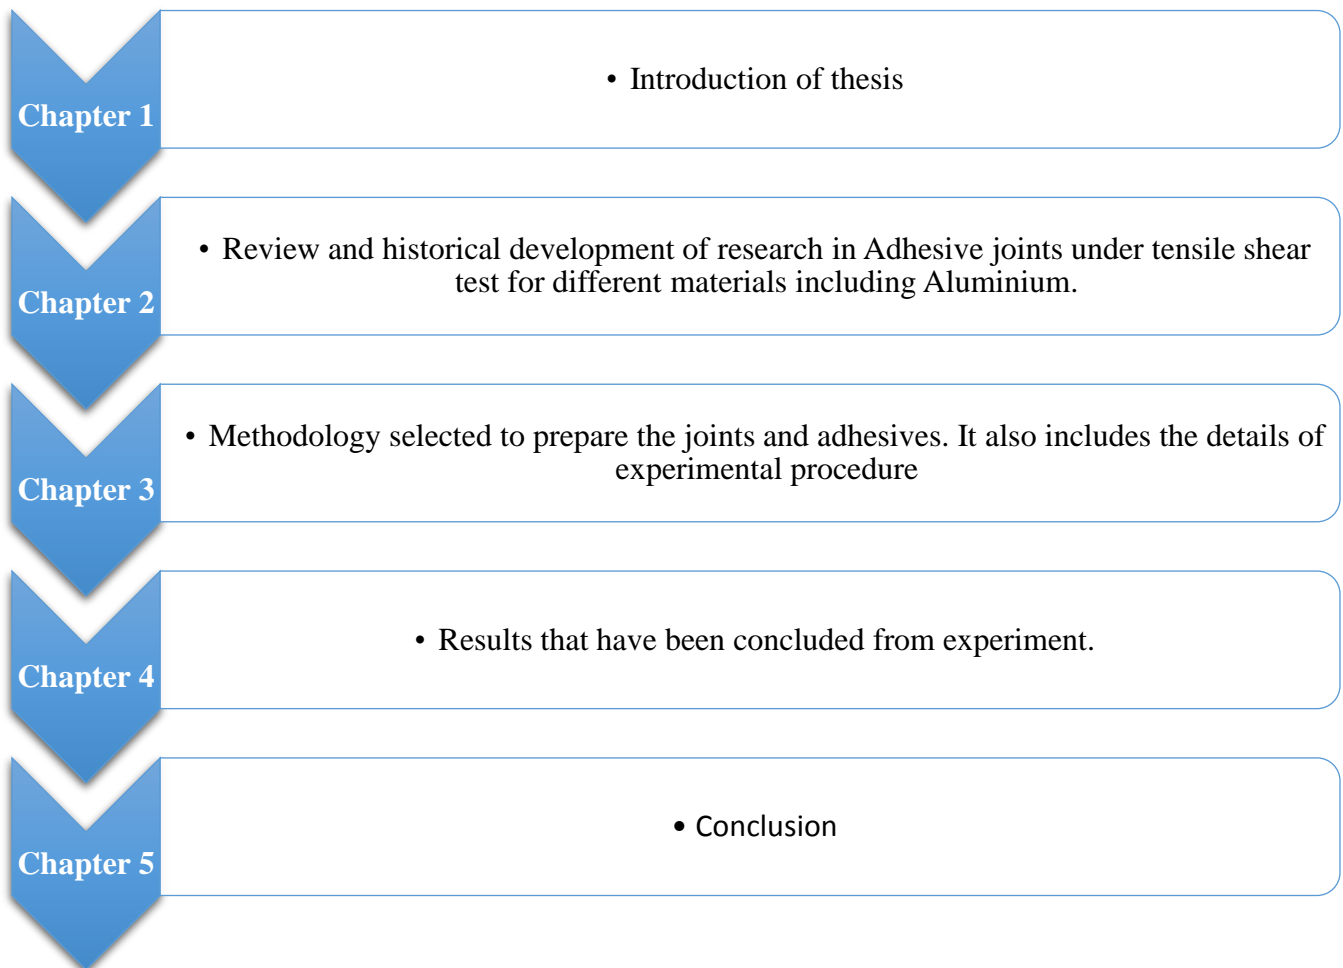 Chapter 1
• Introduction of thesis
Chapter 2
• Review and historical development of research in Adhesive joints under tensile shear
test for different materials including Aluminium.
Chapter 3
• Methodology selected to prepare the joints and adhesives. It also includes the details of
experimental procedure
Chapter 4
• Results that have been concluded from experiment.
Chapter 5
• Conclusion